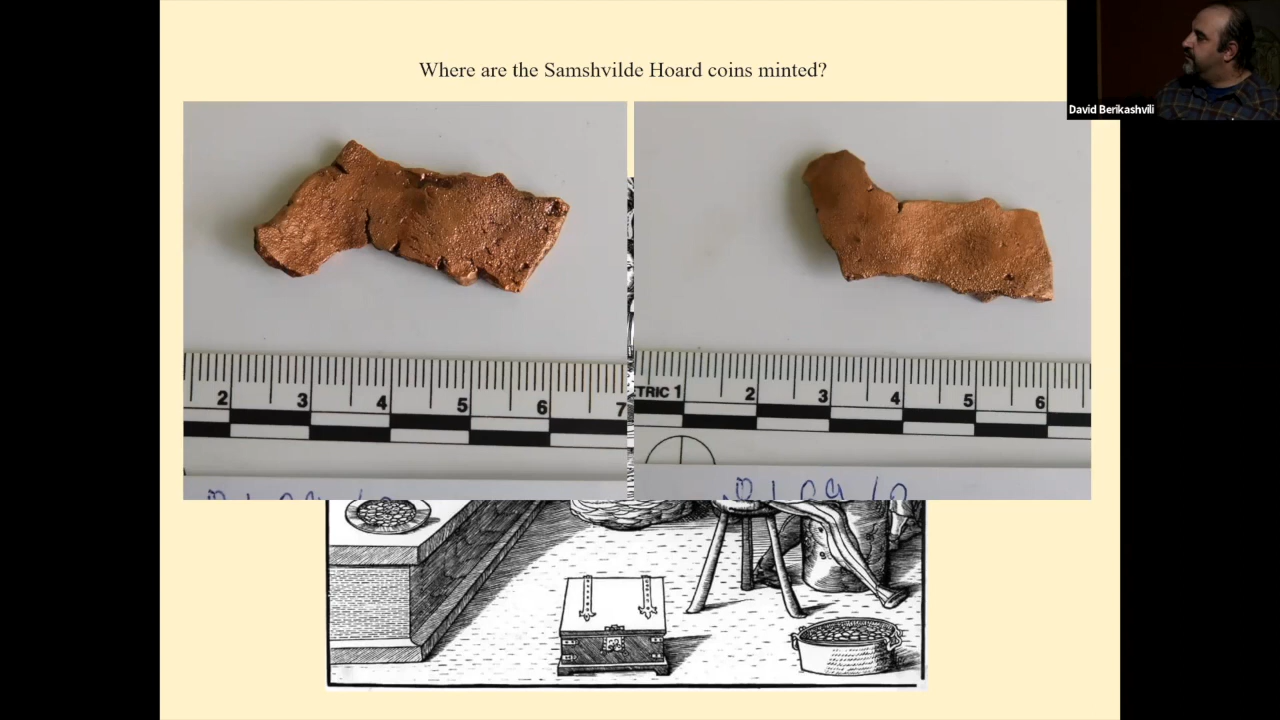 Where are the Samshvilde Hoard coins minted?
David Berikashvili
2 3 4 5 6 7
TRIC 1 2 3 4 5 6